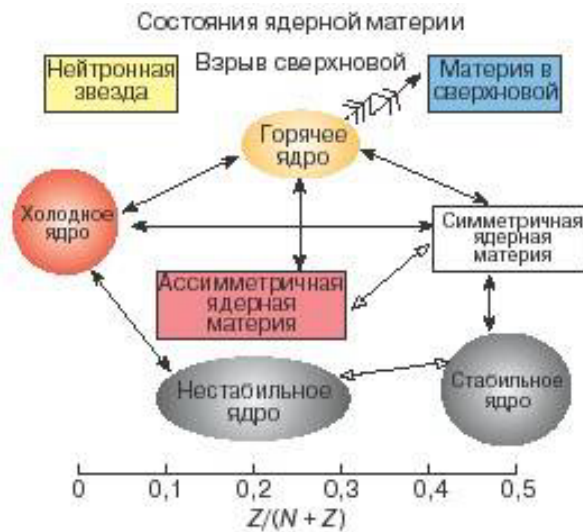 Состояния ядерной материи
Нейтронная
звезда
Взрыв сверхновой
Материя в
сверхновой
Горячее
ядро
Холодное
ядро
Симметричная
ядерная
материя
Ассимметричная
ядерная
материя
Нестабильное
ядро
Стабильное
ядро
0 0,1 0,2 0,3 0,4 0,5
Z/(N + Z)